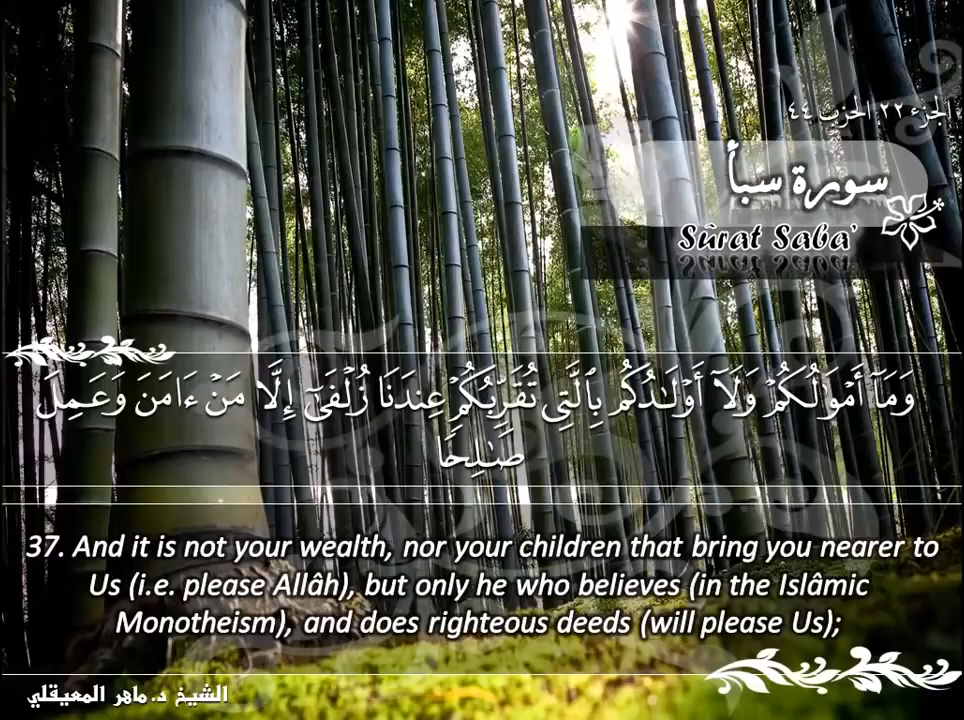 الجزء ٢٢ الحزب ٤٤
سورة سبأ
Sûrat Saba'
وَمَآ أَمْوَٰلُكُمْ وَلَآ أَوْلَٰدُكُم بِٱلَّتِى تُقَرِّبُكُمْ عِندَنَا زُلْفَىٰٓ إِلَّا مَنْ ءَامَنَ وَعَمِلَ
صَٰلِحًا
37. And it is not your wealth, nor your children that bring you nearer to
Us (i.e. please Allâh), but only he who believes (in the Islâmic
Monotheism), and does righteous deeds (will please Us);
الشيخ د. ماهر المعيقلي